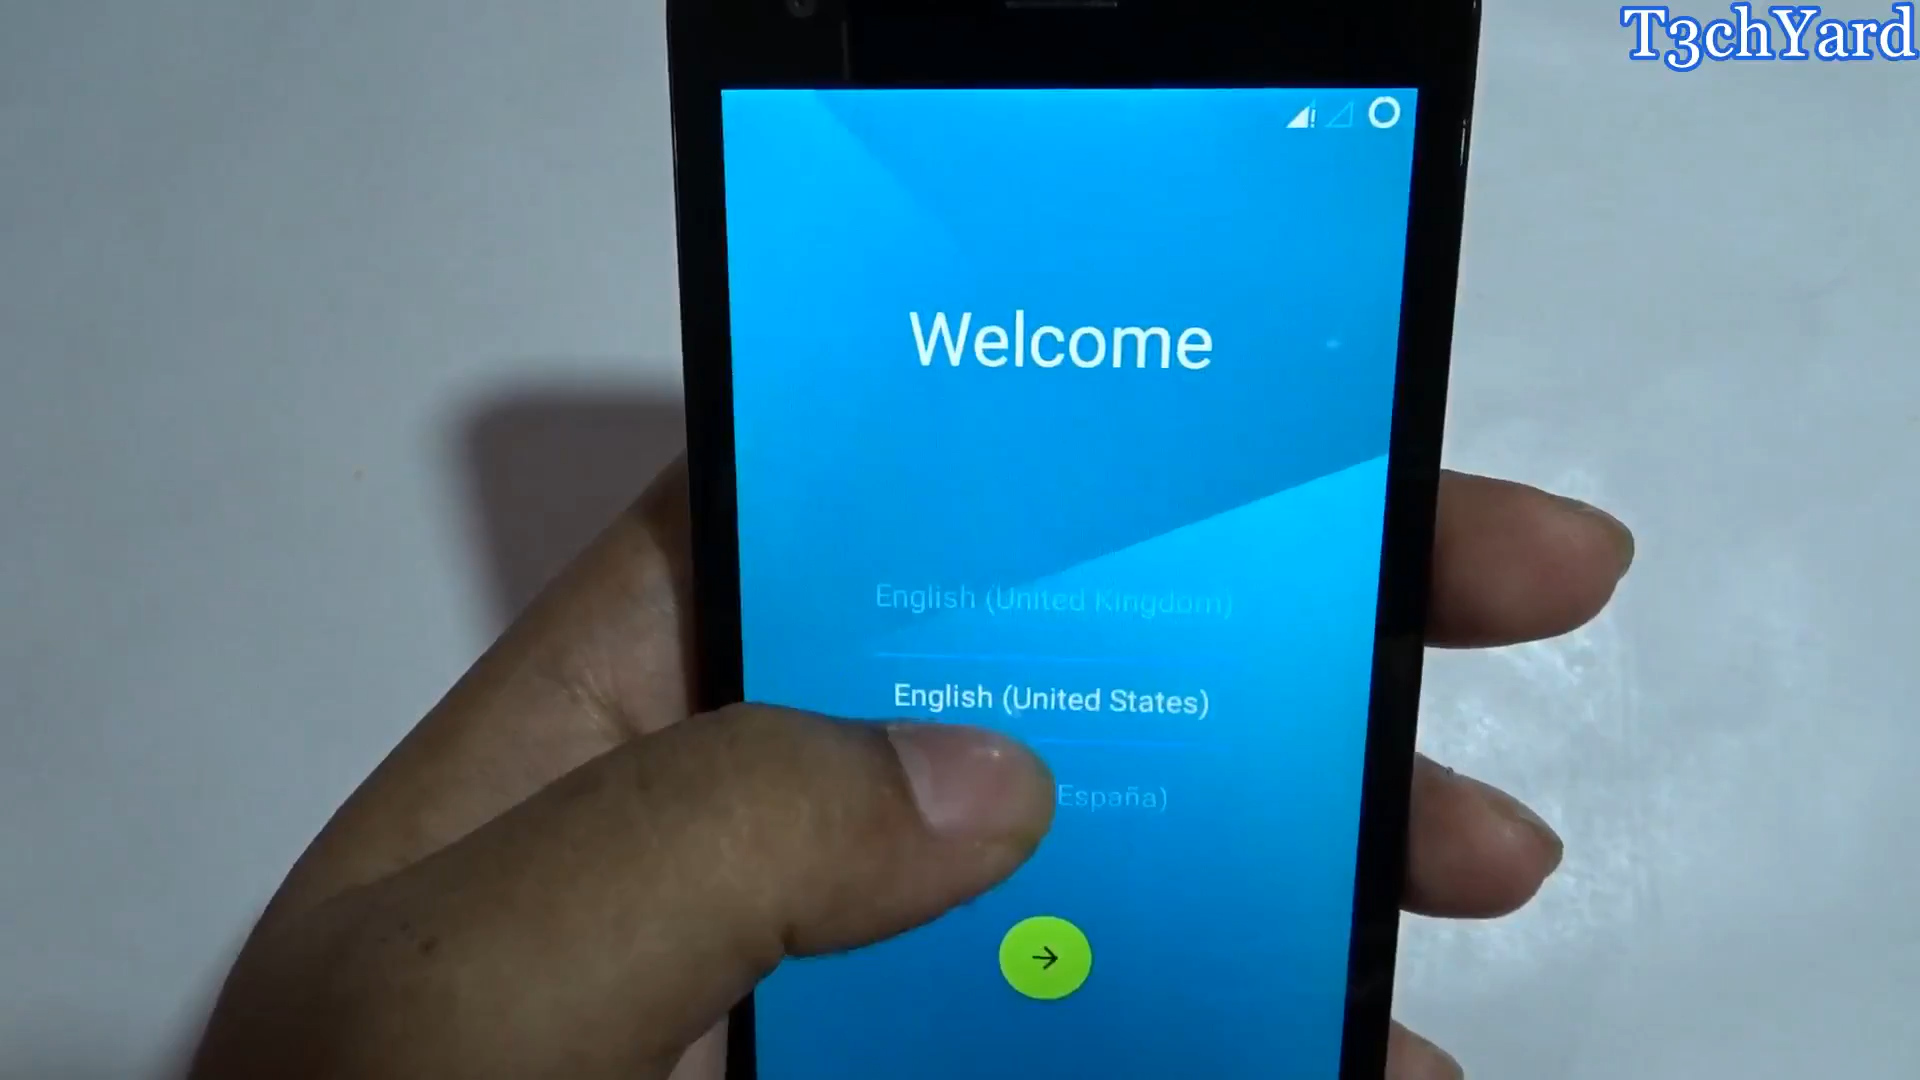 T3chYard
Welcome
English (United Kingdom)
English (United States)
España)